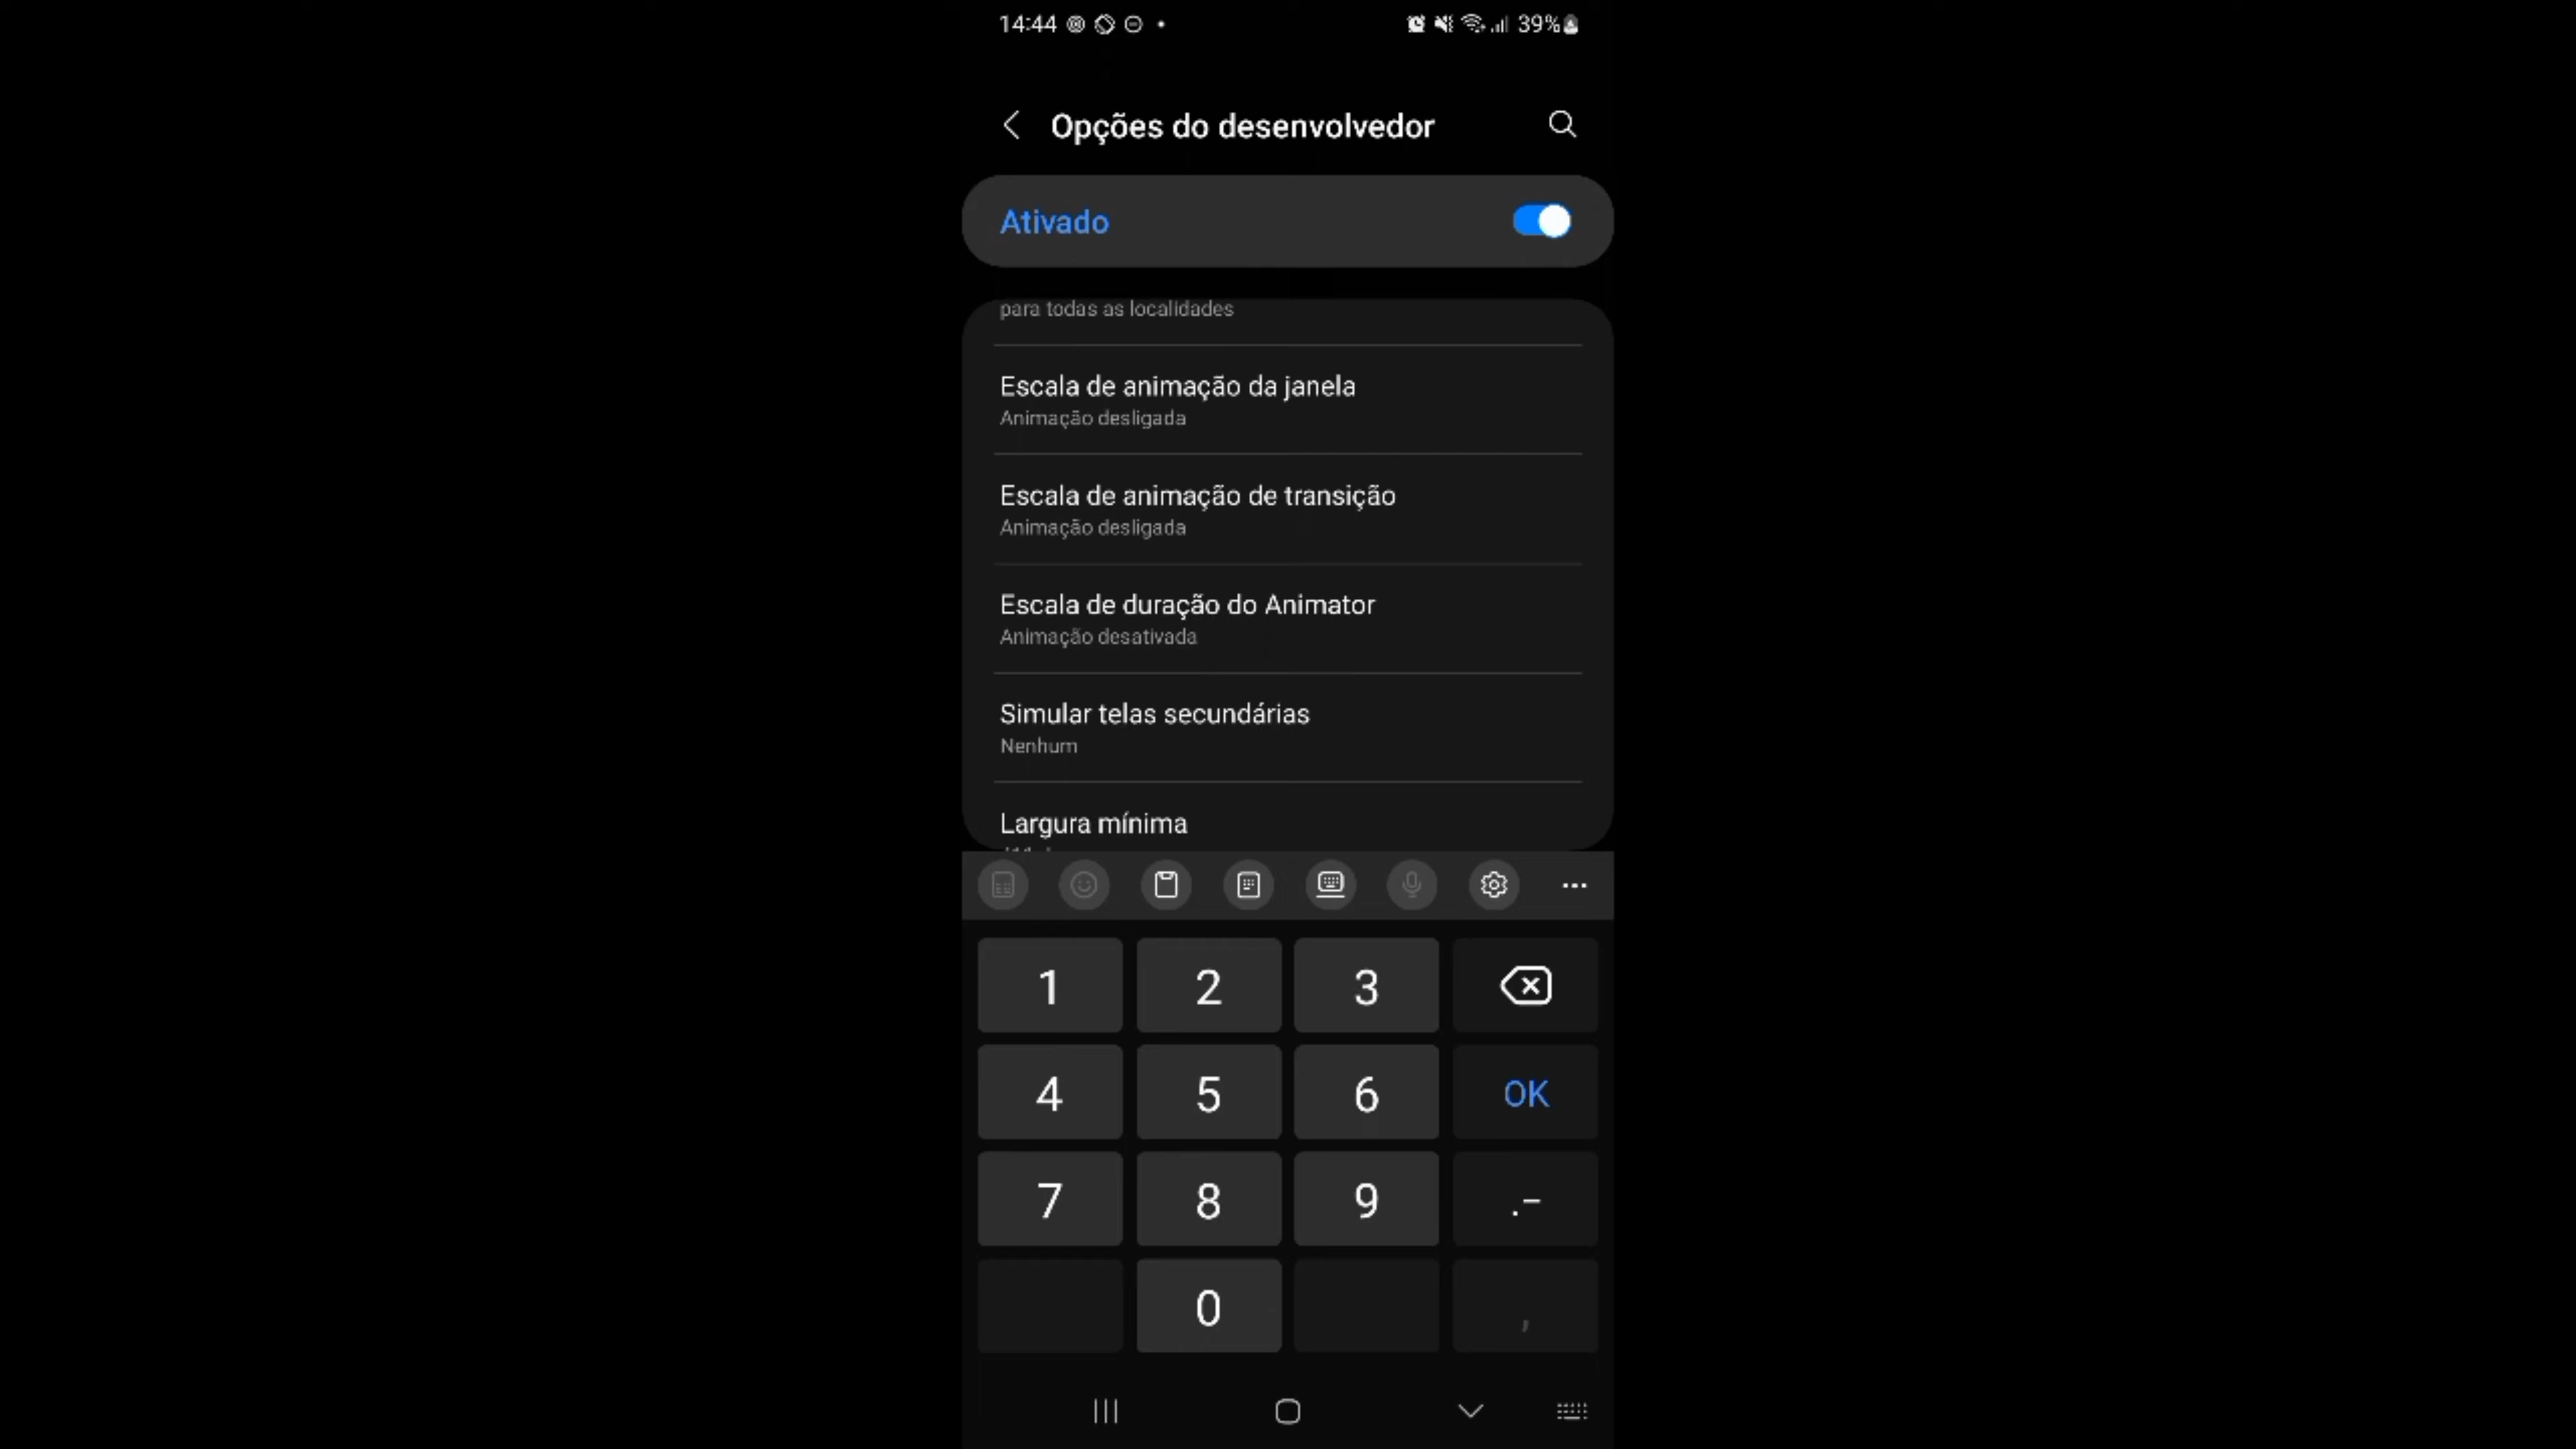 14:44 39%
Opções do desenvolvedor
Ativado
para todas as localidades
Escala de animação da janela
Animação desligada
Escala de animação de transição
Animação desligada
Escala de duração do Animator
Animação desativada
Simular telas secundárias
Nenhum
Largura mínima
1 2 3
4 5 6 OK
7 8 9 .-
0 ,